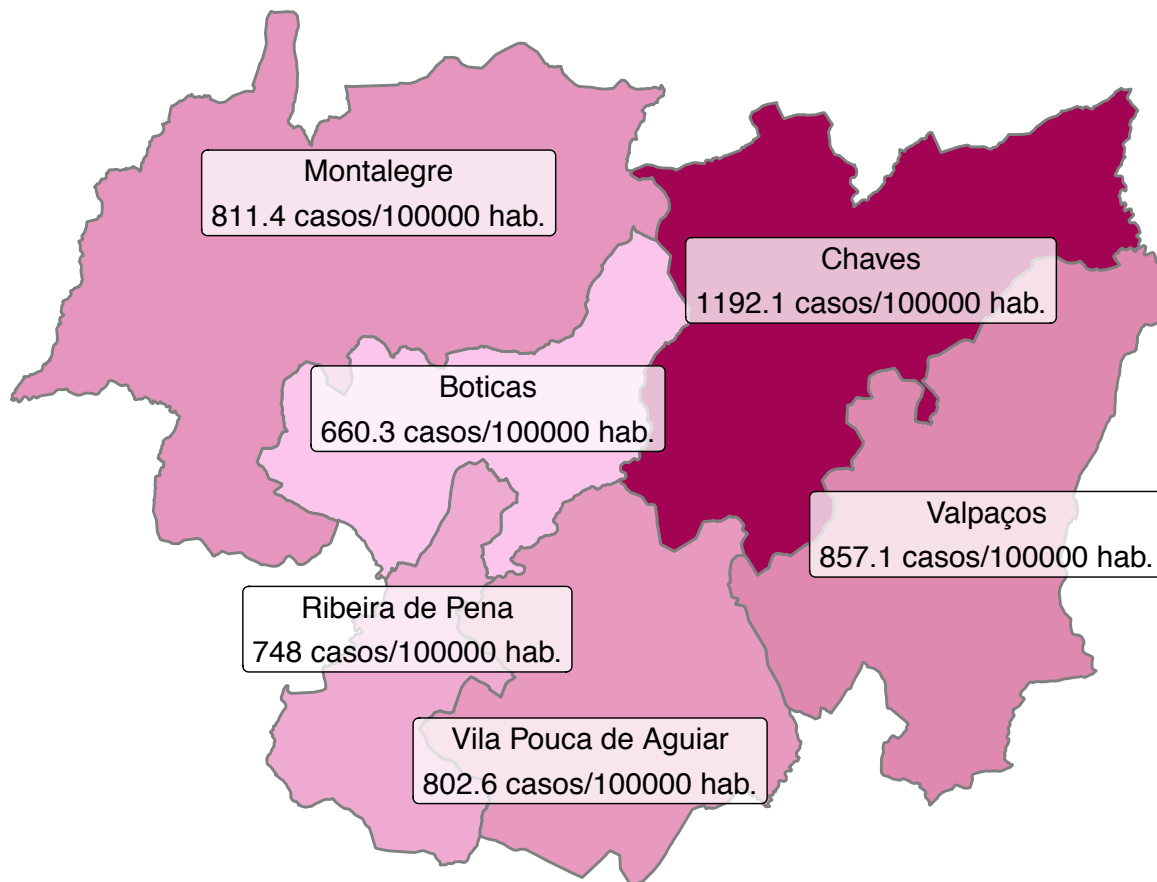 Montalegre
811.4 casos/100000 hab.
Chaves
1192.1 casos/100000 hab.
Boticas
660.3 casos/100000 hab.
Valpaços
857.1 casos/100000 hab.
Ribeira de Pena
748 casos/100000 hab.
Vila Pouca de Aguiar
802.6 casos/100000 hab.